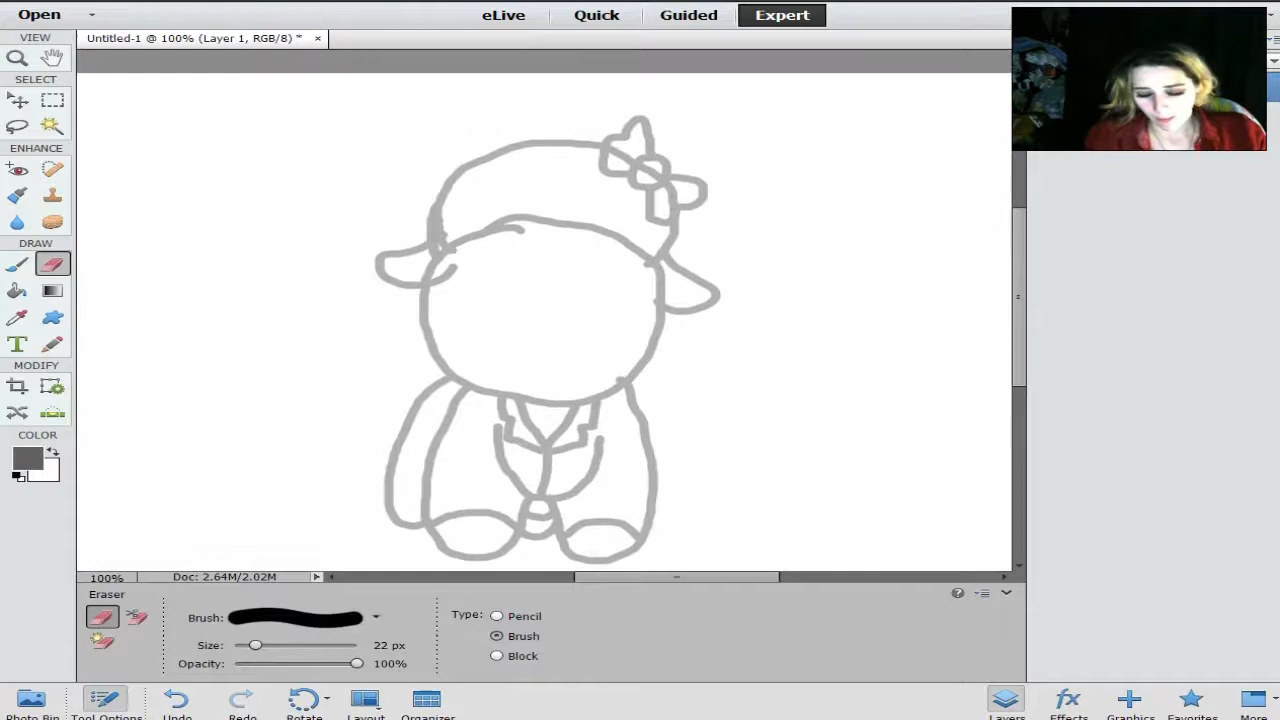 Open eLive Quick Guided Expert
VIEW
Untitled-1 @ 100% (Layer 1, RGB/8) * ×
SELECT
ENHANCE
DRAW
T
MODIFY
COLOR
100% Doc: 2.64M/2.02M
Eraser
Brush:
Size: 22 px
Opacity: 100%
Type: Pencil
Brush
Block
Photo Bin Tool Options Undo Redo Rotate Layout Organizer Layers Effects Graphics Favorites More